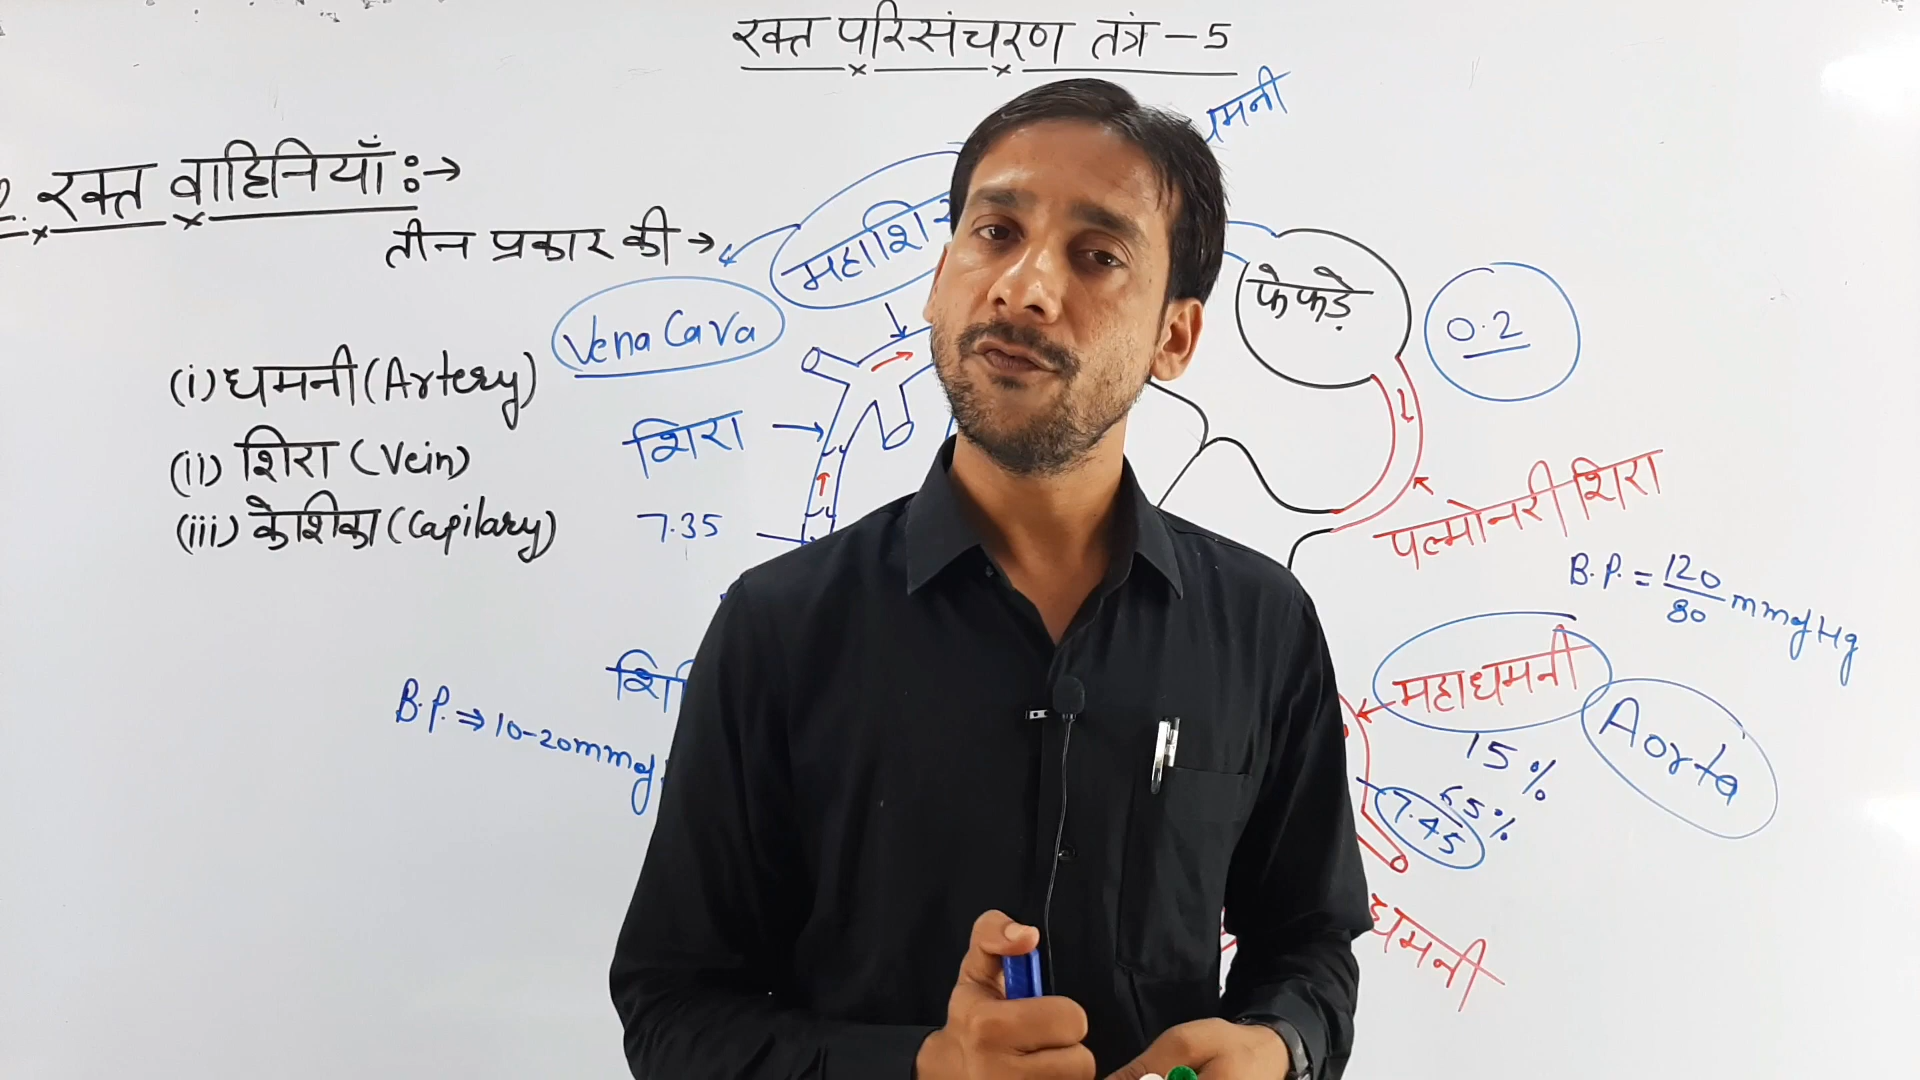 रक्त परिसंचरण तंत्र - 5
2. रक्त वाहिनियाँ :→
तीन प्रकार की →
(i) धमनी (Artery)
(ii) शिरा (Vein)
(iii) केशिका (Capilary)
Vena Cava
शिरा →
7.35
B.P. ⇒ 10-20mmg
फेफड़े
0.2
पल्मोनरी शिरा
B.P. = 120/80 mmgHg
महाधमनी
Aorta
15%
65%
7.45
धमनी